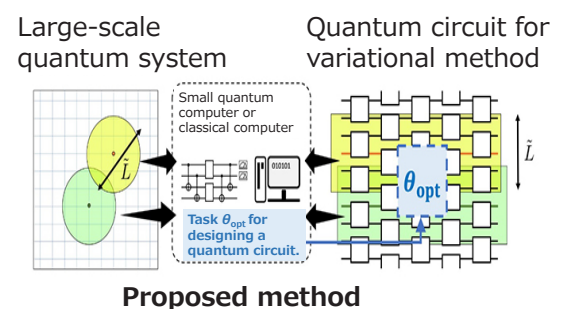 Large-scale
quantum system
Quantum circuit for
variational method
Small quantum
computer or
classical computer
L̃
010101
L̃
θopt
Task θopt for
designing a
quantum circuit.
Proposed method